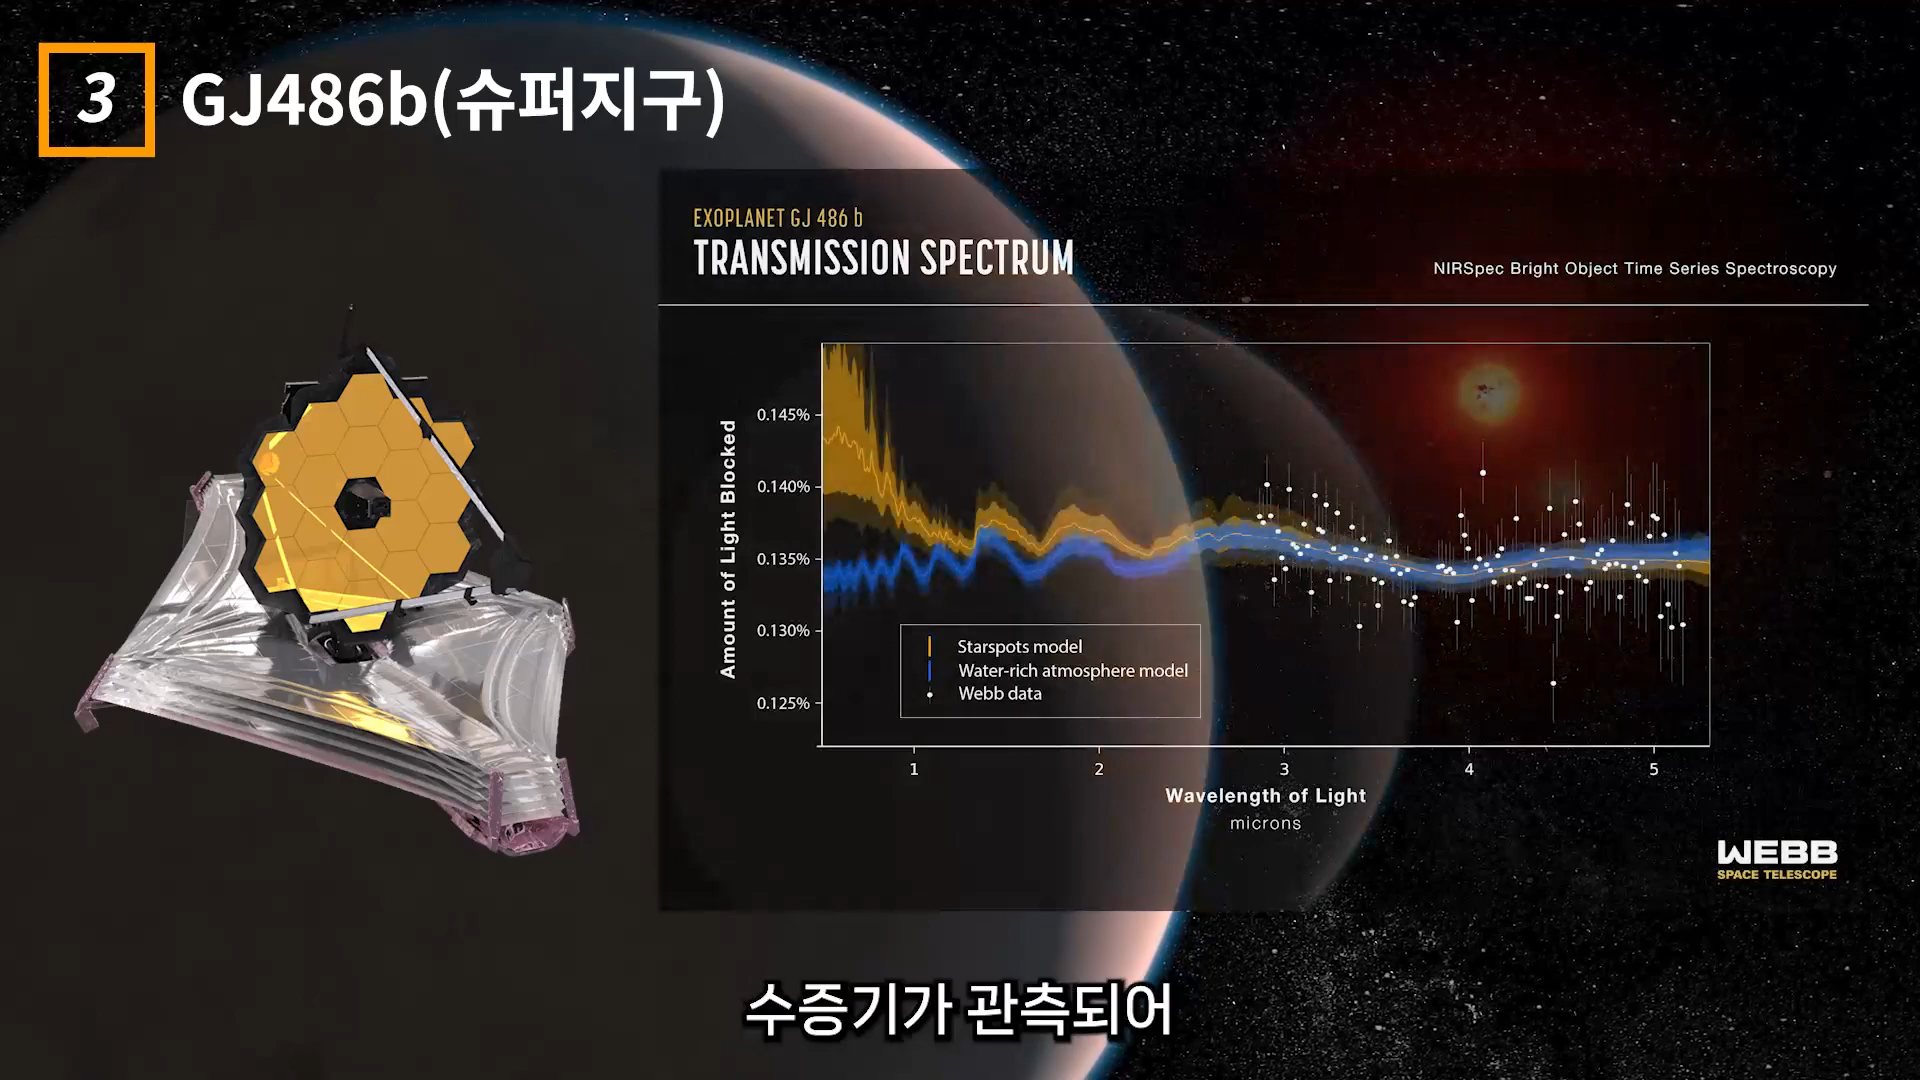 3
GJ486b(슈퍼지구)
EXOPLANET GJ 486 b
TRANSMISSION SPECTRUM
NIRSpec Bright Object Time Series Spectroscopy
Amount of Light Blocked
0.145%
0.140%
0.135%
0.130%
0.125%
Starspots model
Water-rich atmosphere model
Webb data
1 2 3 4 5
Wavelength of Light
microns
WEBB
SPACE TELESCOPE
수증기가 관측되어